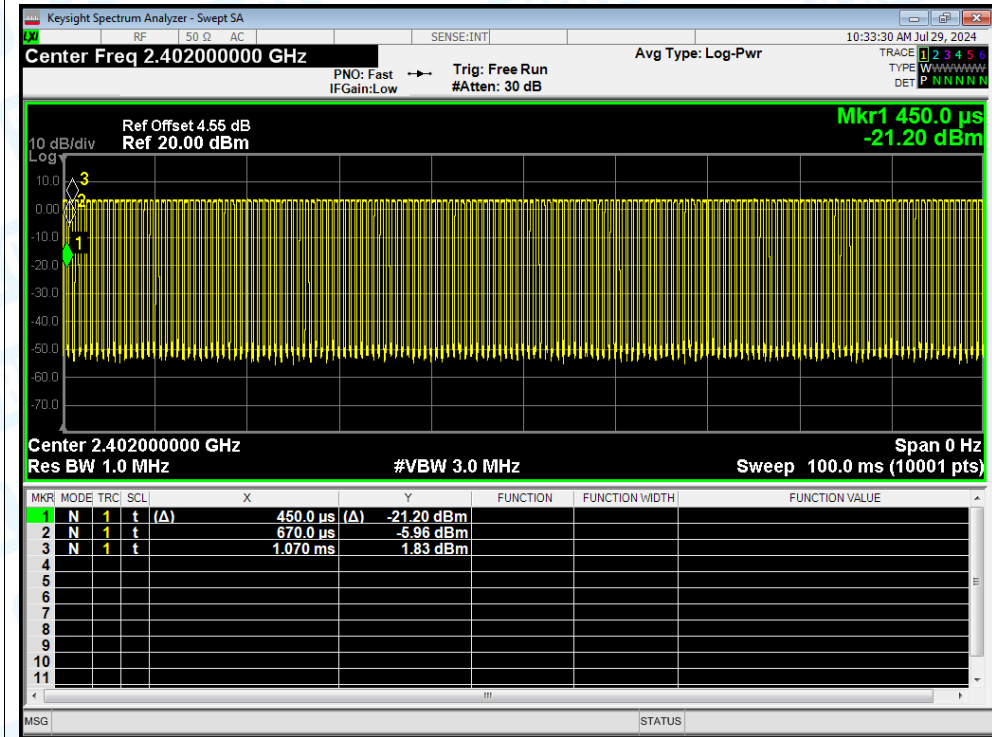 Keysight Spectrum Analyzer - Swept SA
LXI RF 50 Ω AC SENSE:INT 10:33:30 AM Jul 29, 2024
Center Freq 2.402000000 GHz Avg Type: Log-Pwr TRACE 1 2 3 4 5 6
PNO: Fast Trig: Free Run TYPE W W W W W W
IFGain:Low #Atten: 30 dB DET P N N N N N
Mkr1 450.0 µs
Ref Offset 4.55 dB
10 dB/div Ref 20.00 dBm -21.20 dBm
Log
10.0 3
0.00 2
-10.0 1
-20.0
-30.0
-40.0
-50.0
-60.0
-70.0
Center 2.402000000 GHz Span 0 Hz
Res BW 1.0 MHz #VBW 3.0 MHz Sweep 100.0 ms (10001 pts)
MKR MODE TRC SCL X Y FUNCTION FUNCTION WIDTH FUNCTION VALUE
1 N 1 t (Δ) 450.0 µs (Δ) -21.20 dBm
2 N 1 t 670.0 µs -5.96 dBm
3 N 1 t 1.070 ms 1.83 dBm
4
5
6
7
8
9
10
11
MSG STATUS